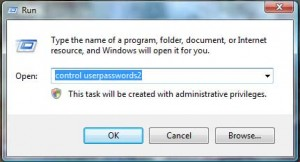 Run
Type the name of a program, folder, document, or Internet
resource, and Windows will open it for you.
Open: control userpasswords2
This task will be created with administrative privileges.
OK Cancel Browse...